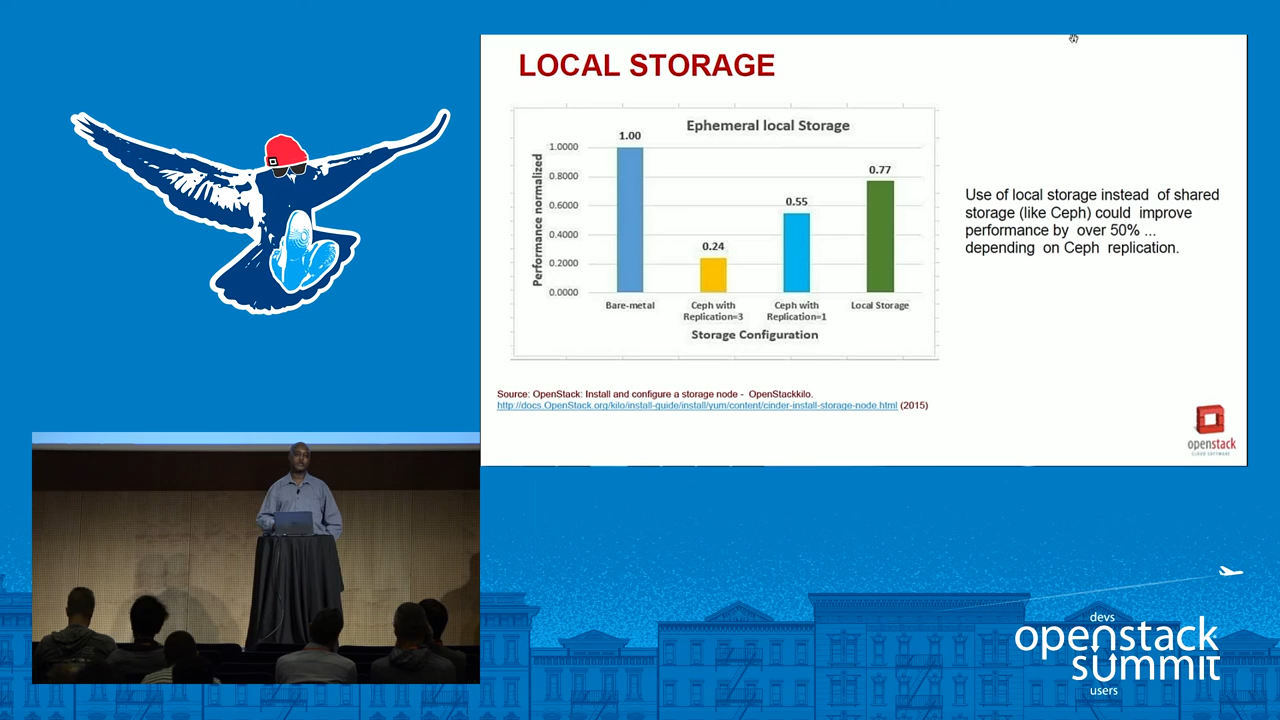 LOCAL STORAGE
Ephemeral local Storage
Performance normalized
1.0000
0.8000
0.6000
0.4000
0.2000
0.0000
1.00
0.24
0.55
0.77
Bare-metal
Ceph with
Replication=3
Ceph with
Replication=1
Local Storage
Storage Configuration
Use of local storage instead of shared
storage (like Ceph) could improve
performance by over 50% ...
depending on Ceph replication.
Source: OpenStack: Install and configure a storage node - OpenStackkilo.
http://docs.OpenStack.org/kilo/install-guide/install/yum/content/cinder-install-storage-node.html (2015)
openstack
CLOUD SOFTWARE
devs
openstack
summit
users